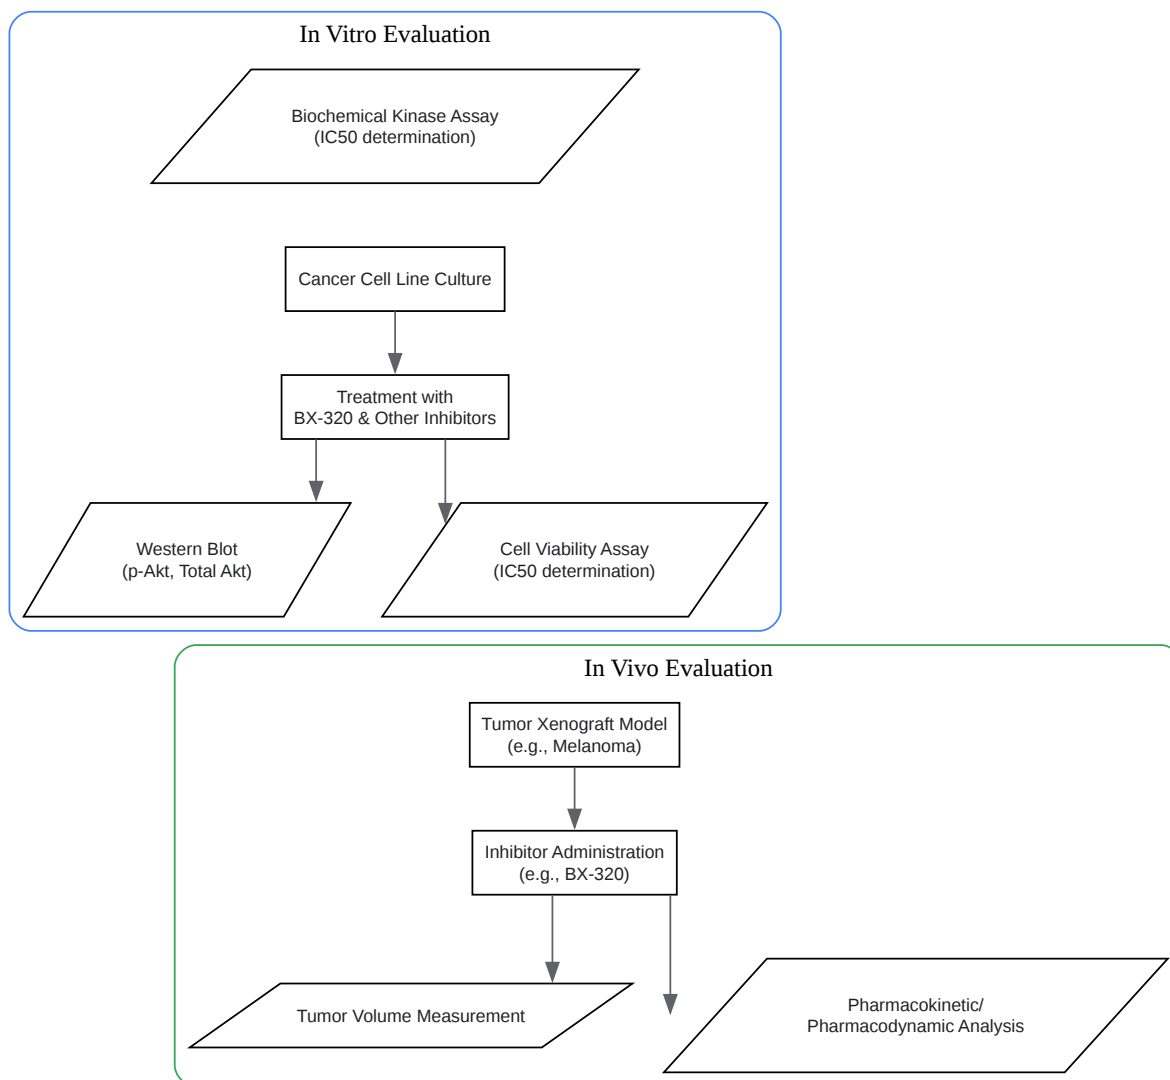 In Vitro Evaluation
Biochemical Kinase Assay
(IC50 determination)
Cancer Cell Line Culture
Treatment with
BX-320 & Other Inhibitors
Western Blot
(p-Akt, Total Akt)
Cell Viability Assay
(IC50 determination)
In Vivo Evaluation
Tumor Xenograft Model
(e.g., Melanoma)
Inhibitor Administration
(e.g., BX-320)
Tumor Volume Measurement
Pharmacokinetic/
Pharmacodynamic Analysis